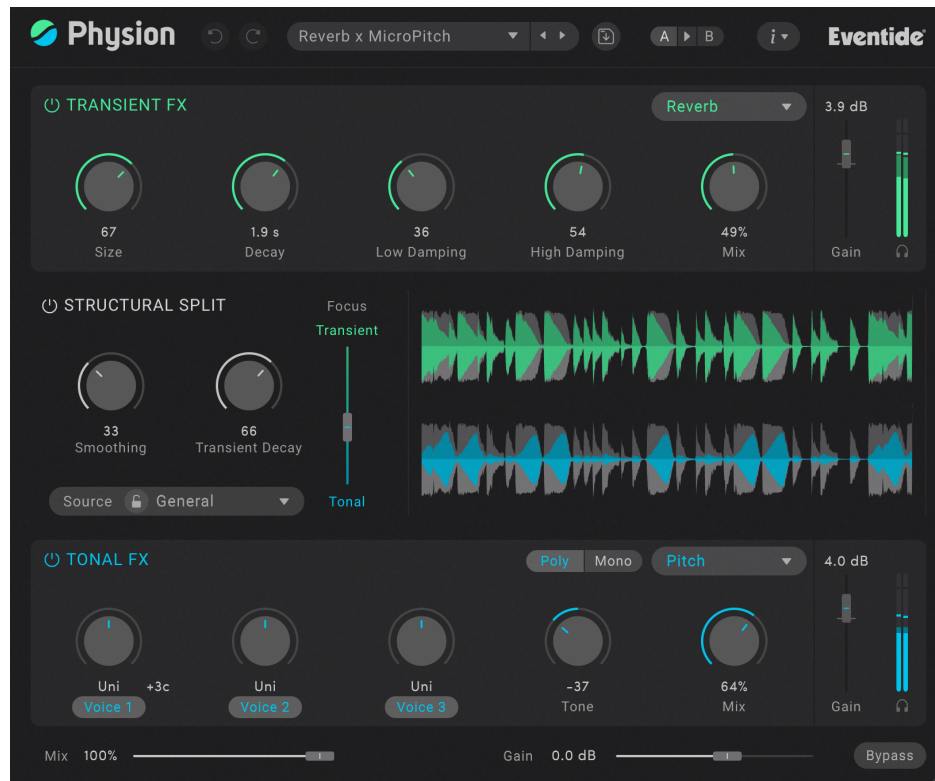 Physion
Reverb x MicroPitch
A
B
i
Eventide
TRANSIENT FX
Reverb
3.9 dB
67
1.9 s
36
54
49%
Size
Decay
Low Damping
High Damping
Mix
Gain
STRUCTURAL SPLIT
Focus
Transient
33
66
Smoothing
Transient Decay
Source General
Tonal
TONAL FX
Poly Mono
Pitch
4.0 dB
Uni +3c
Uni
Uni
-37
64%
Voice 1
Voice 2
Voice 3
Tone
Mix
Gain
Mix 100%
Gain 0.0 dB
Bypass